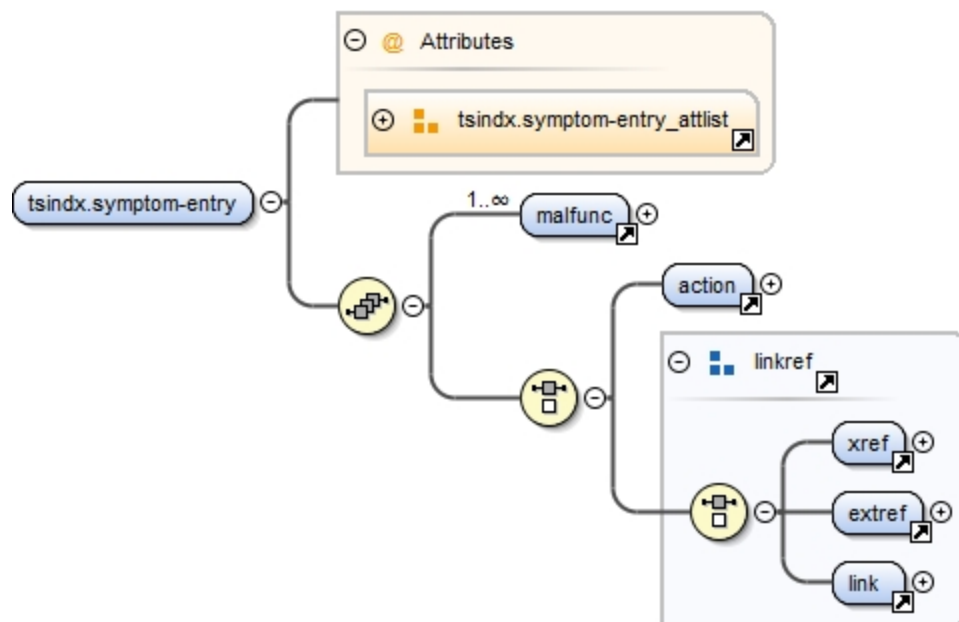 @ Attributes
tsindx.symptom-entry_attlist
tsindx.symptom-entry
1..∞
malfunc
action
linkref
xref
extref
link